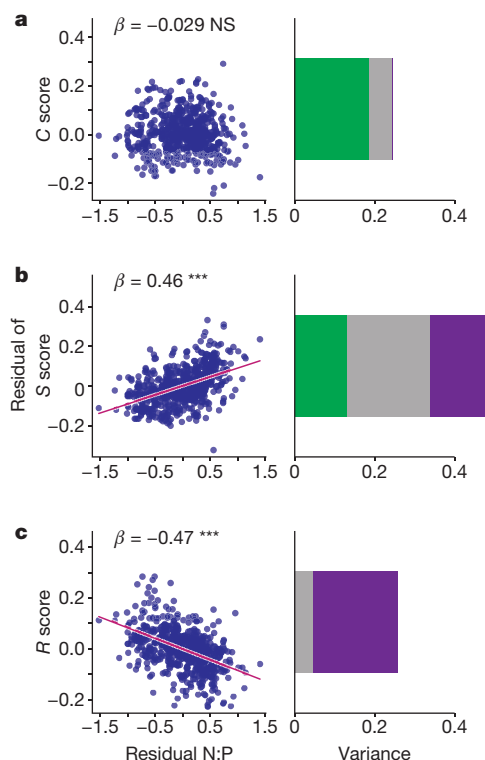 a
β = −0.029 NS
C score
0.4
0.2
0.0
−0.2
−1.5 −0.5 0.5 1.5
0 0.2 0.4
b
β = 0.46 ***
Residual of
S score
0.4
0.2
0
−0.2
−1.5 −0.5 0.5 1.5
0 0.2 0.4
c
β = −0.47 ***
R score
0.4
0.2
0.0
−0.2
−1.5 −0.5 0.5 1.5
0 0.2 0.4
Residual N:P
Variance